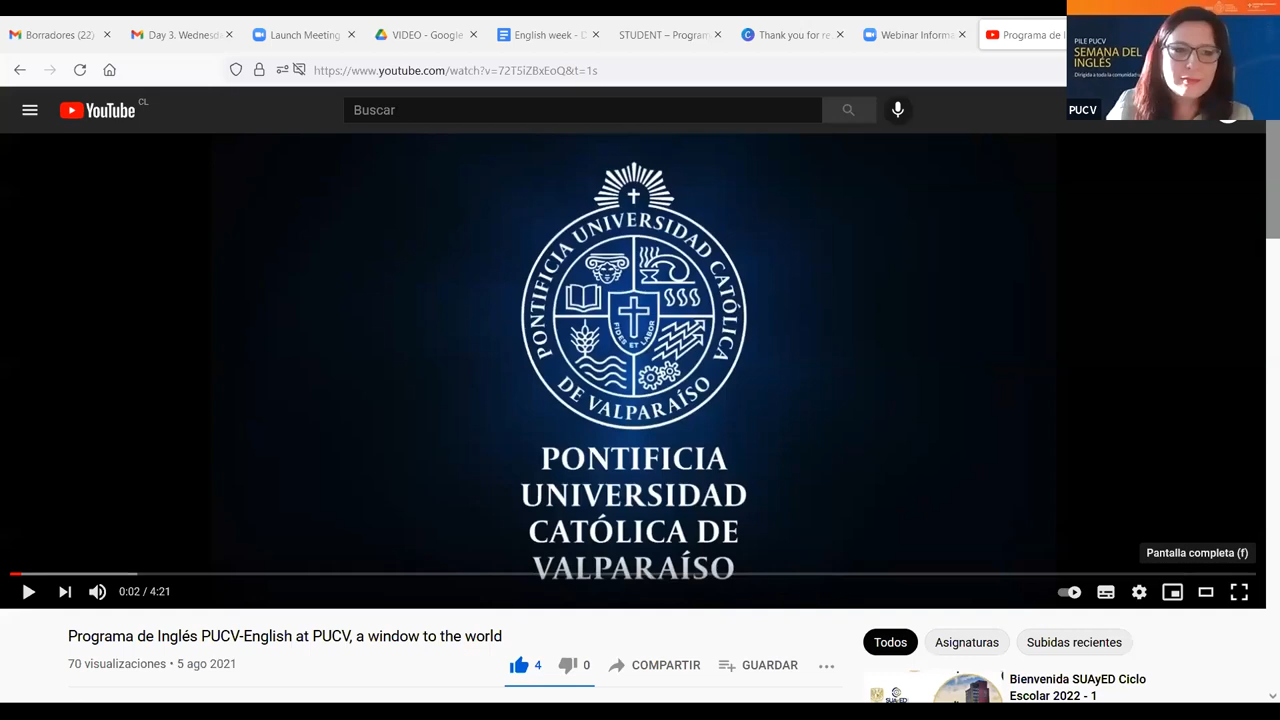 Borradores (22)
Day 3. Wednesd
Launch Meeting
VIDEO - Google
English week - D
STUDENT – Program
Thank you for re
Webinar Informa
Programa de I
https://www.youtube.com/watch?v=72T5iZBxEoQ&t=1s
PILE PUCV
SEMANA DEL
INGLÉS
Dirigida a toda la comunidad
PUCV
YouTube CL
Buscar
PONTIFICIA UNIVERSIDAD CATÓLICA
DE VALPARAÍSO
FIDES ET LABOR
PONTIFICIA
UNIVERSIDAD
CATÓLICA DE
VALPARAÍSO
Pantalla completa (f)
0:02 / 4:21
Programa de Inglés PUCV-English at PUCV, a window to the world
70 visualizaciones • 5 ago 2021
4
0
COMPARTIR
GUARDAR
Todos
Asignaturas
Subidas recientes
Bienvenida SUAyED Ciclo
Escolar 2022 - 1